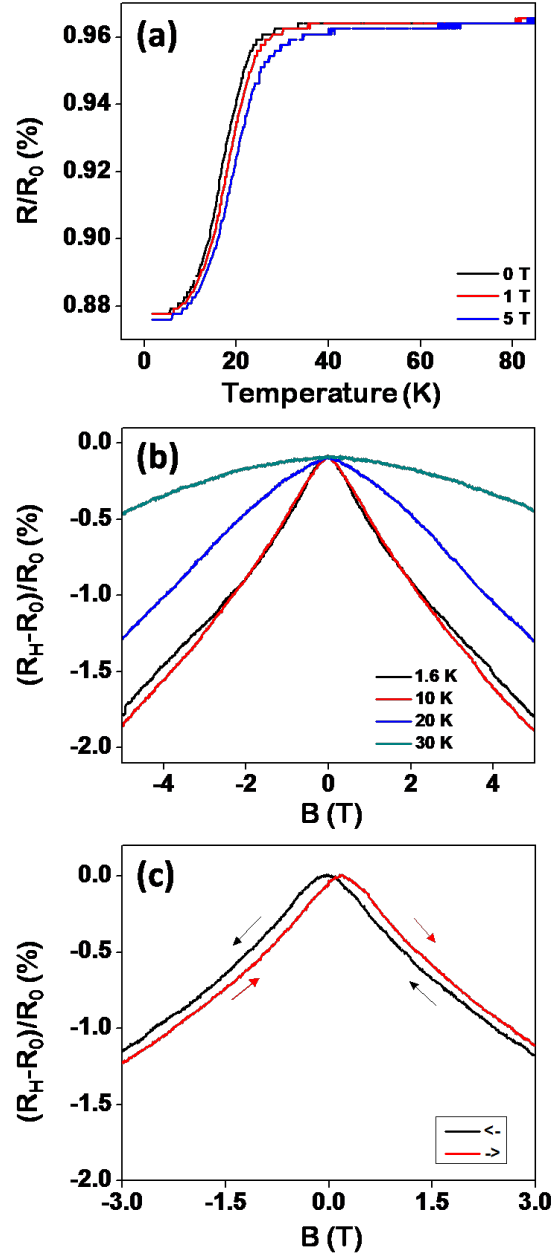 (a)
R/R0 (%)
0.96
0.94
0.92
0.90
0.88
0 T
1 T
5 T
0 20 40 60 80
Temperature (K)
(b)
(RH-R0)/R0 (%)
0.0
-0.5
-1.0
-1.5
-2.0
1.6 K
10 K
20 K
30 K
-4 -2 0 2 4
B (T)
(c)
(RH-R0)/R0 (%)
0.0
-0.5
-1.0
-1.5
-2.0
<-
->
-3.0 -1.5 0.0 1.5 3.0
B (T)